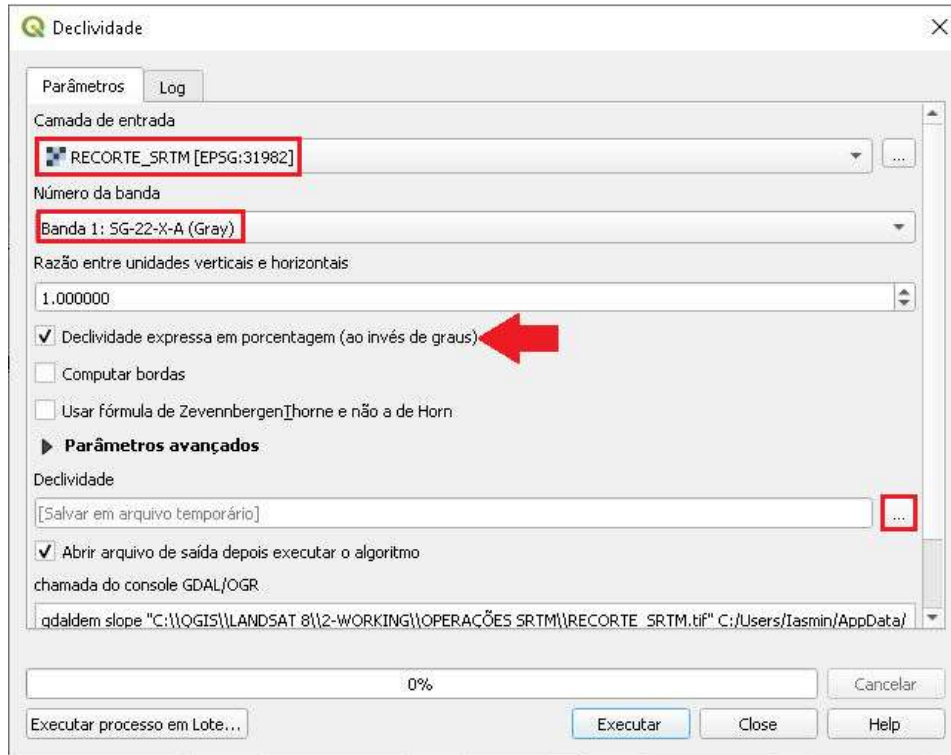 Declividade
Parâmetros Log
Camada de entrada
RECORTE_SRTM [EPSG:31982]
...
Número da banda
Banda 1: SG-22-X-A (Gray)
Razão entre unidades verticais e horizontais
1.000000
Declividade expressa em porcentagem (ao invés de graus)
Computar bordas
Usar fórmula de ZevennbergenThorne e não a de Horn
Parâmetros avançados
Declividade
[Salvar em arquivo temporário]
...
Abrir arquivo de saída depois executar o algoritmo
chamada do console GDAL/OGR
gdaldem slope "C:\\QGIS\\LANDSAT 8\\2-WORKING\\OPERAÇÕES SRTM\\RECORTE_SRTM.tif" C:/Users/Iasmin/AppData/
0% Cancelar
Executar processo em Lote... Executar Close Help